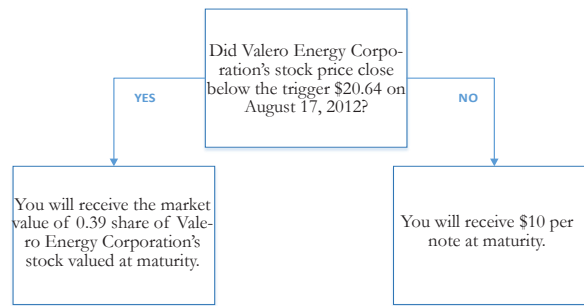 Did Valero Energy Corpo-
ration's stock price close
below the trigger $20.64 on
August 17, 2012?
YES
NO
You will receive the market
value of 0.39 share of Vale-
ro Energy Corporation's
stock valued at maturity.
You will receive $10 per
note at maturity.